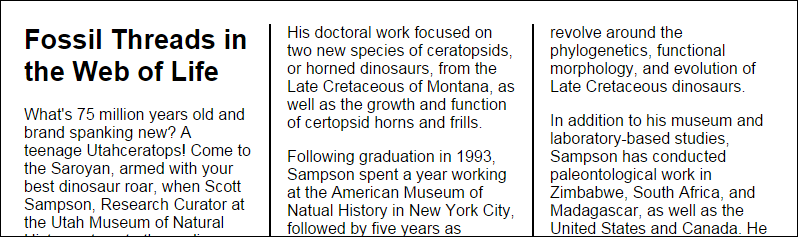 Fossil Threads in
the Web of Life
What's 75 million years old and
brand spanking new? A
teenage Utahceratops! Come to
the Saroyan, armed with your
best dinosaur roar, when Scott
Sampson, Research Curator at
the Utah Museum of Natural
His doctoral work focused on
two new species of ceratopsids,
or horned dinosaurs, from the
Late Cretaceous of Montana, as
well as the growth and function
of certopsid horns and frills.
Following graduation in 1993,
Sampson spent a year working
at the American Museum of
Natual History in New York City,
followed by five years as
revolve around the
phylogenetics, functional
morphology, and evolution of
Late Cretaceous dinosaurs.
In addition to his museum and
laboratory-based studies,
Sampson has conducted
paleontological work in
Zimbabwe, South Africa, and
Madagascar, as well as the
United States and Canada. He